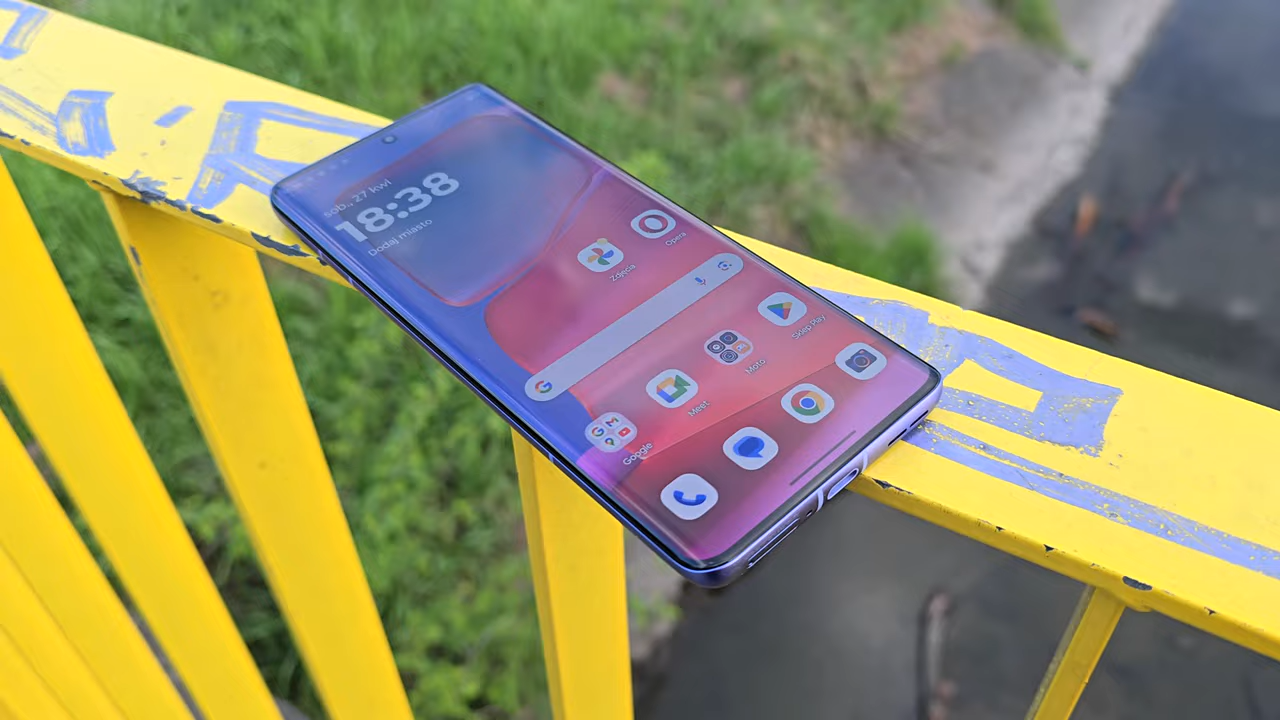 sob., 27 kwi
18:38
Dodaj miasto
Zdjęcia
Opera
Google
Meet
Moto
Sklep Play